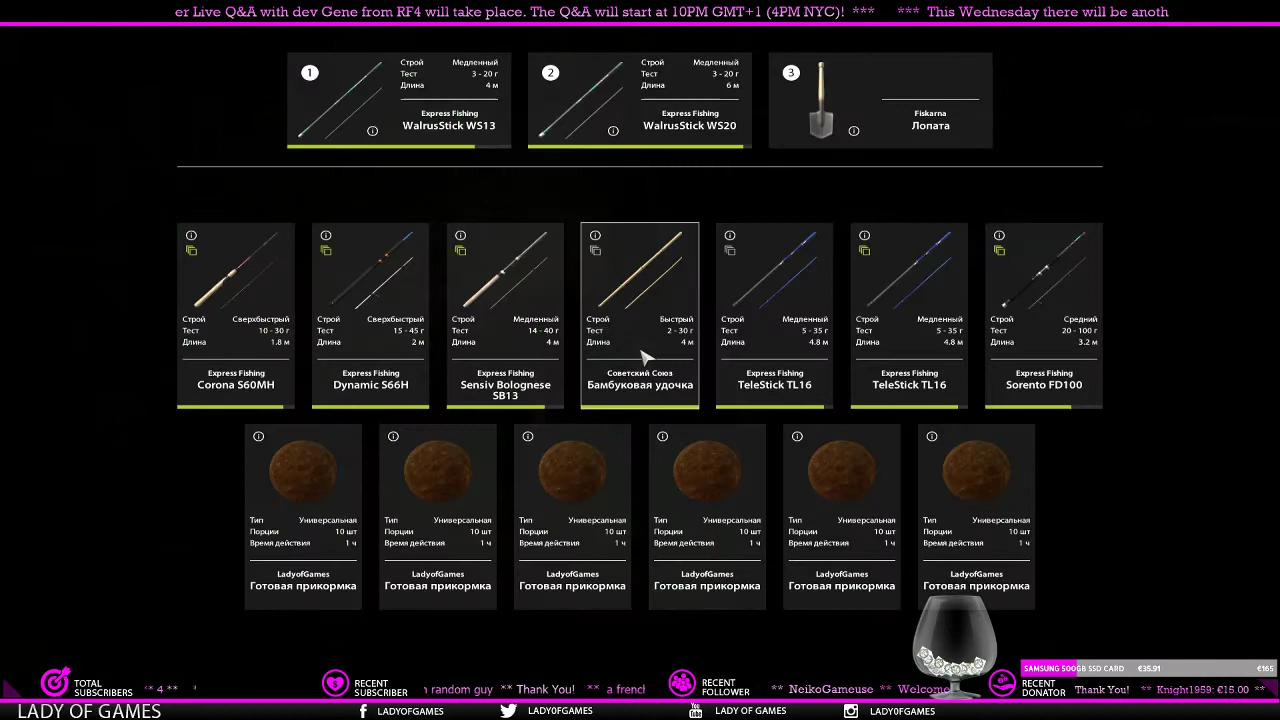 er Live Q&A with dev Gene from RF4 will take place. The Q&A will start at 10PM GMT+1 (4PM NYC)! *** *** This Wednesday there will be anoth
1
Строй Медленный
Тест 3 - 20 г
Длина 4 м
Express Fishing
WalrusStick WS13
2
Строй Медленный
Тест 3 - 20 г
Длина 6 м
Express Fishing
WalrusStick WS20
3
Fiskarna
Лопата
Строй Сверхбыстрый
Тест 10 - 30 г
Длина 1.8 м
Express Fishing
Corona S60MH
Строй Сверхбыстрый
Тест 15 - 45 г
Длина 2 м
Express Fishing
Dynamic S66H
Строй Медленный
Тест 14 - 40 г
Длина 4 м
Express Fishing
Sensiv Bolognese
SB13
Строй Быстрый
Тест 2 - 30 г
Длина 4 м
Советский Союз
Бамбуковая удочка
Строй Медленный
Тест 5 - 35 г
Длина 4.8 м
Express Fishing
TeleStick TL16
Строй Медленный
Тест 5 - 35 г
Длина 4.8 м
Express Fishing
TeleStick TL16
Строй Средний
Тест 20 - 100 г
Длина 3.2 м
Express Fishing
Sorento FD100
Тип Универсальная
Порции 10 шт
Время действия 1 ч
LadyofGames
Готовая прикормка
Тип Универсальная
Порции 10 шт
Время действия 1 ч
LadyofGames
Готовая прикормка
Тип Универсальная
Порции 10 шт
Время действия 1 ч
LadyofGames
Готовая прикормка
Тип Универсальная
Порции 10 шт
Время действия 1 ч
LadyofGames
Готовая прикормка
Тип Универсальная
Порции 10 шт
Время действия 1 ч
LadyofGames
Готовая прикормка
Тип Универсальная
Порции 10 шт
Время действия 1 ч
LadyofGames
Готовая прикормка
SAMSUNG 500GB SSD CARD €35.91 €165
TOTAL
SUBSCRIBERS
* 4 **
RECENT
SUBSCRIBER
random guy ** Thank You! ** a frencl
RECENT
FOLLOWER
** NeikoGameuse ** Welcome
RECENT
DONATOR
Thank You! ** Knight1959: €15.00 **
LADY OF GAMES
LADYOFGAMES
LADYOFGAMES
LADY OF GAMES
LADY0FGAMES